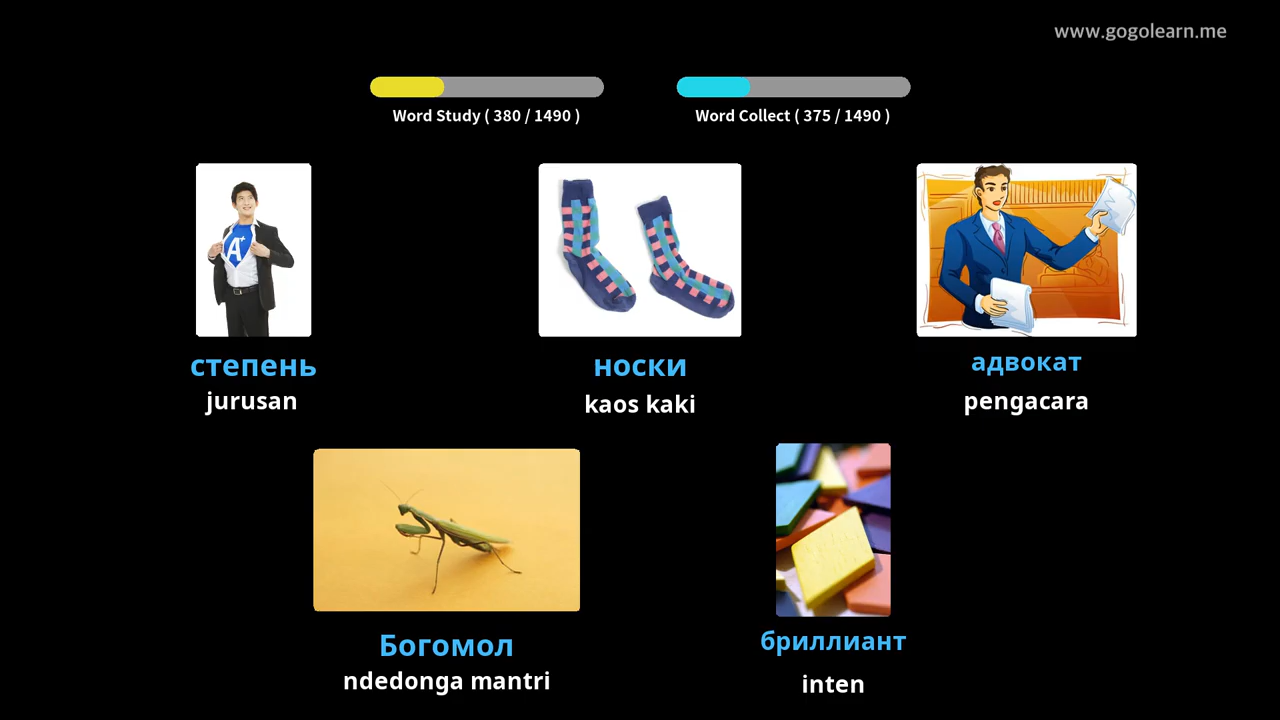 www.gogolearn.me
Word Study ( 380 / 1490 )
Word Collect ( 375 / 1490 )
A+
степень
jurusan
носки
kaos kaki
адвокат
pengacara
Богомол
ndedonga mantri
бриллиант
inten